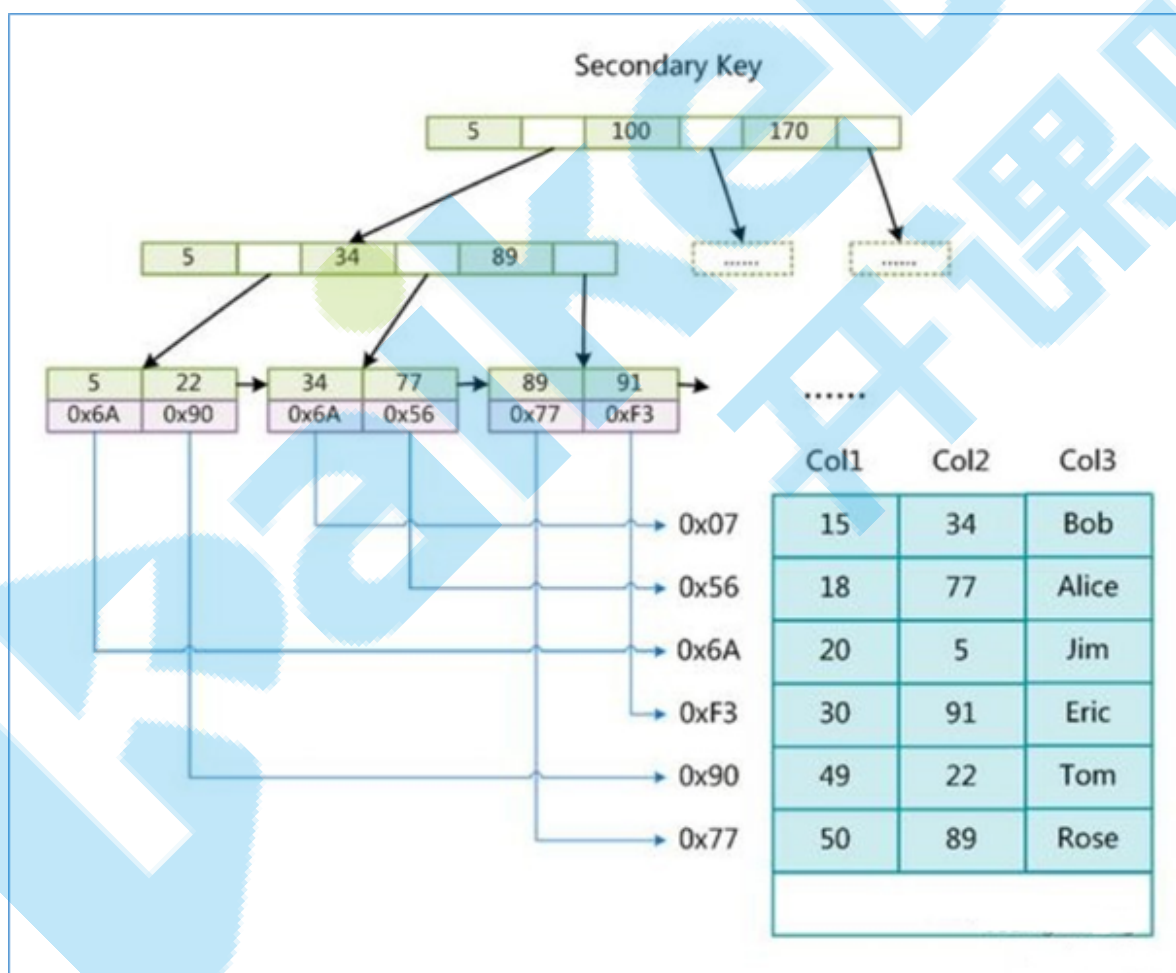 Secondary Key
5 100 170
5 34 89
...... ......
5 22 34 77 89 91
0x6A 0x90 0x6A 0x56 0x77 0xF3
......
Col1 Col2 Col3
0x07 15 34 Bob
0x56 18 77 Alice
0x6A 20 5 Jim
0xF3 30 91 Eric
0x90 49 22 Tom
0x77 50 89 Rose